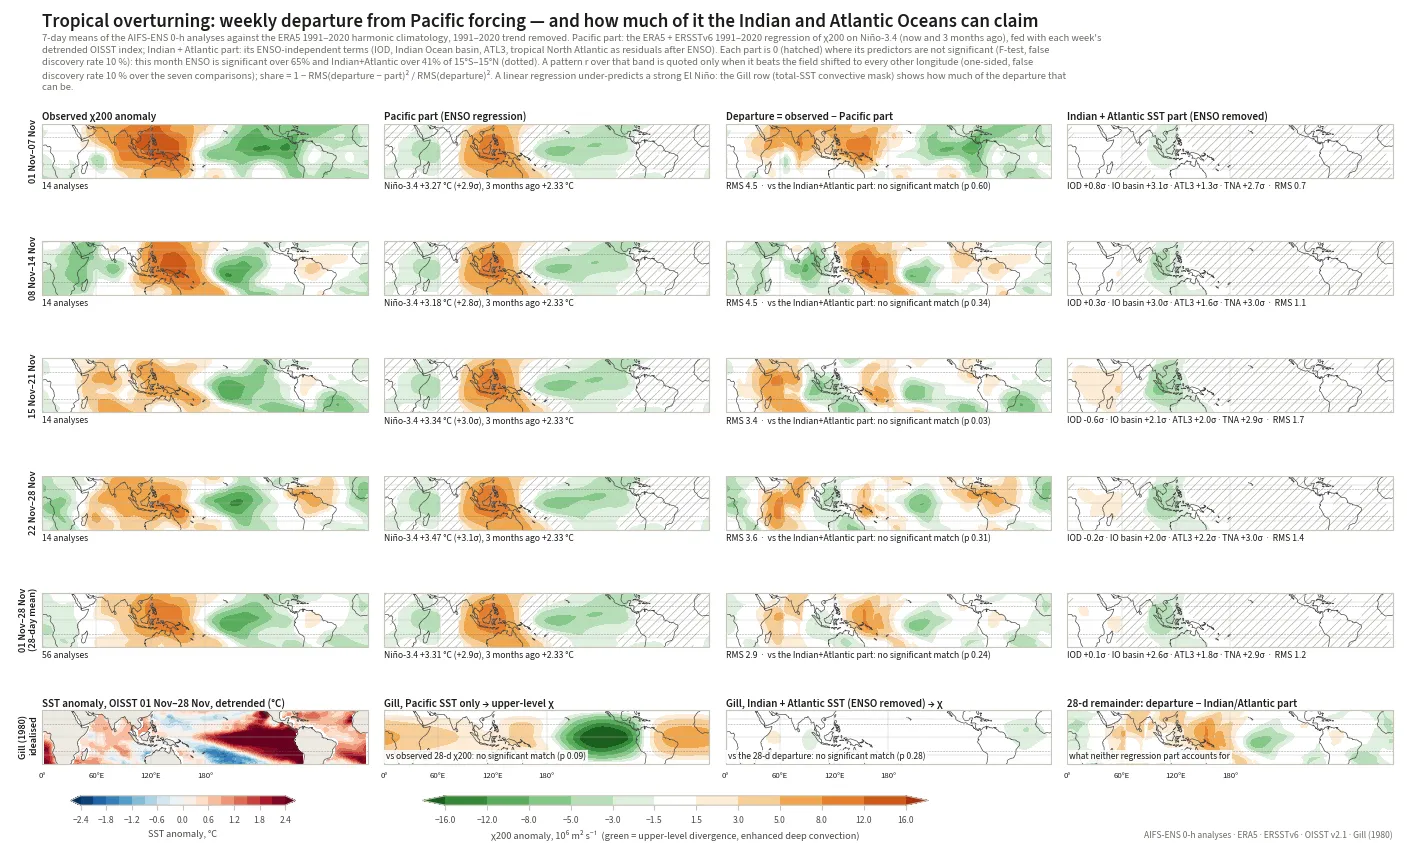 Tropical overturning: weekly departure from Pacific forcing — and how much of it the Indian and Atlantic Oceans can claim
7-day means of the AIFS-ENS 0-h analyses against the ERA5 1991–2020 harmonic climatology, 1991–2020 trend removed. Pacific part: the ERA5 + ERSSTv6 1991–2020 regression of χ200 on Niño-3.4 (now and 3 months ago), fed with each week's
detrended OISST index; Indian + Atlantic part: its ENSO-independent terms (IOD, Indian Ocean basin, ATL3, tropical North Atlantic as residuals after ENSO). Each part is 0 (hatched) where its predictors are not significant (F-test, false
discovery rate 10 %): this month ENSO is significant over 65% and Indian+Atlantic over 41% of 15°S–15°N (dotted). A pattern r over that band is quoted only when it beats the field shifted to every other longitude (one-sided, false
discovery rate 10 % over the seven comparisons); share = 1 − RMS(departure − part)² / RMS(departure)². A linear regression under-predicts a strong El Niño: the Gill row (total-SST convective mask) shows how much of the departure that
can be.
Observed χ200 anomaly
Pacific part (ENSO regression)
Departure = observed − Pacific part
Indian + Atlantic SST part (ENSO removed)
01 Nov–07 Nov
14 analyses
Niño-3.4 +3.27 °C (+2.9σ), 3 months ago +2.33 °C
RMS 4.5 · vs the Indian+Atlantic part: no significant match (p 0.60)
IOD +0.8σ · IO basin +3.1σ · ATL3 +1.3σ · TNA +2.7σ · RMS 0.7
08 Nov–14 Nov
14 analyses
Niño-3.4 +3.18 °C (+2.8σ), 3 months ago +2.33 °C
RMS 4.5 · vs the Indian+Atlantic part: no significant match (p 0.34)
IOD +0.3σ · IO basin +3.0σ · ATL3 +1.6σ · TNA +3.0σ · RMS 1.1
15 Nov–21 Nov
14 analyses
Niño-3.4 +3.34 °C (+3.0σ), 3 months ago +2.33 °C
RMS 3.4 · vs the Indian+Atlantic part: no significant match (p 0.03)
IOD -0.6σ · IO basin +2.1σ · ATL3 +2.0σ · TNA +2.9σ · RMS 1.7
22 Nov–28 Nov
14 analyses
Niño-3.4 +3.47 °C (+3.1σ), 3 months ago +2.33 °C
RMS 3.6 · vs the Indian+Atlantic part: no significant match (p 0.31)
IOD -0.2σ · IO basin +2.0σ · ATL3 +2.2σ · TNA +3.0σ · RMS 1.4
01 Nov–28 Nov
(28-day mean)
56 analyses
Niño-3.4 +3.31 °C (+2.9σ), 3 months ago +2.33 °C
RMS 2.9 · vs the Indian+Atlantic part: no significant match (p 0.24)
IOD +0.1σ · IO basin +2.6σ · ATL3 +1.8σ · TNA +2.9σ · RMS 1.2
SST anomaly, OISST 01 Nov–28 Nov, detrended (°C)
Gill, Pacific SST only → upper-level χ
Gill, Indian + Atlantic SST (ENSO removed) → χ
28-d remainder: departure − Indian/Atlantic part
Gill (1980)
idealised
vs observed 28-d χ200: no significant match (p 0.09)
vs the 28-d departure: no significant match (p 0.28)
what neither regression part accounts for
0° 60°E 120°E 180°
0° 60°E 120°E 180°
0° 60°E 120°E 180°
0° 60°E 120°E 180°
−2.4 −1.8 −1.2 −0.6 0.0 0.6 1.2 1.8 2.4
SST anomaly, °C
−16.0 −12.0 −8.0 −5.0 −3.0 −1.5 1.5 3.0 5.0 8.0 12.0 16.0
χ200 anomaly, 10⁶ m² s⁻¹ (green = upper-level divergence, enhanced deep convection)
AIFS-ENS 0-h analyses · ERA5 · ERSSTv6 · OISST v2.1 · Gill (1980)